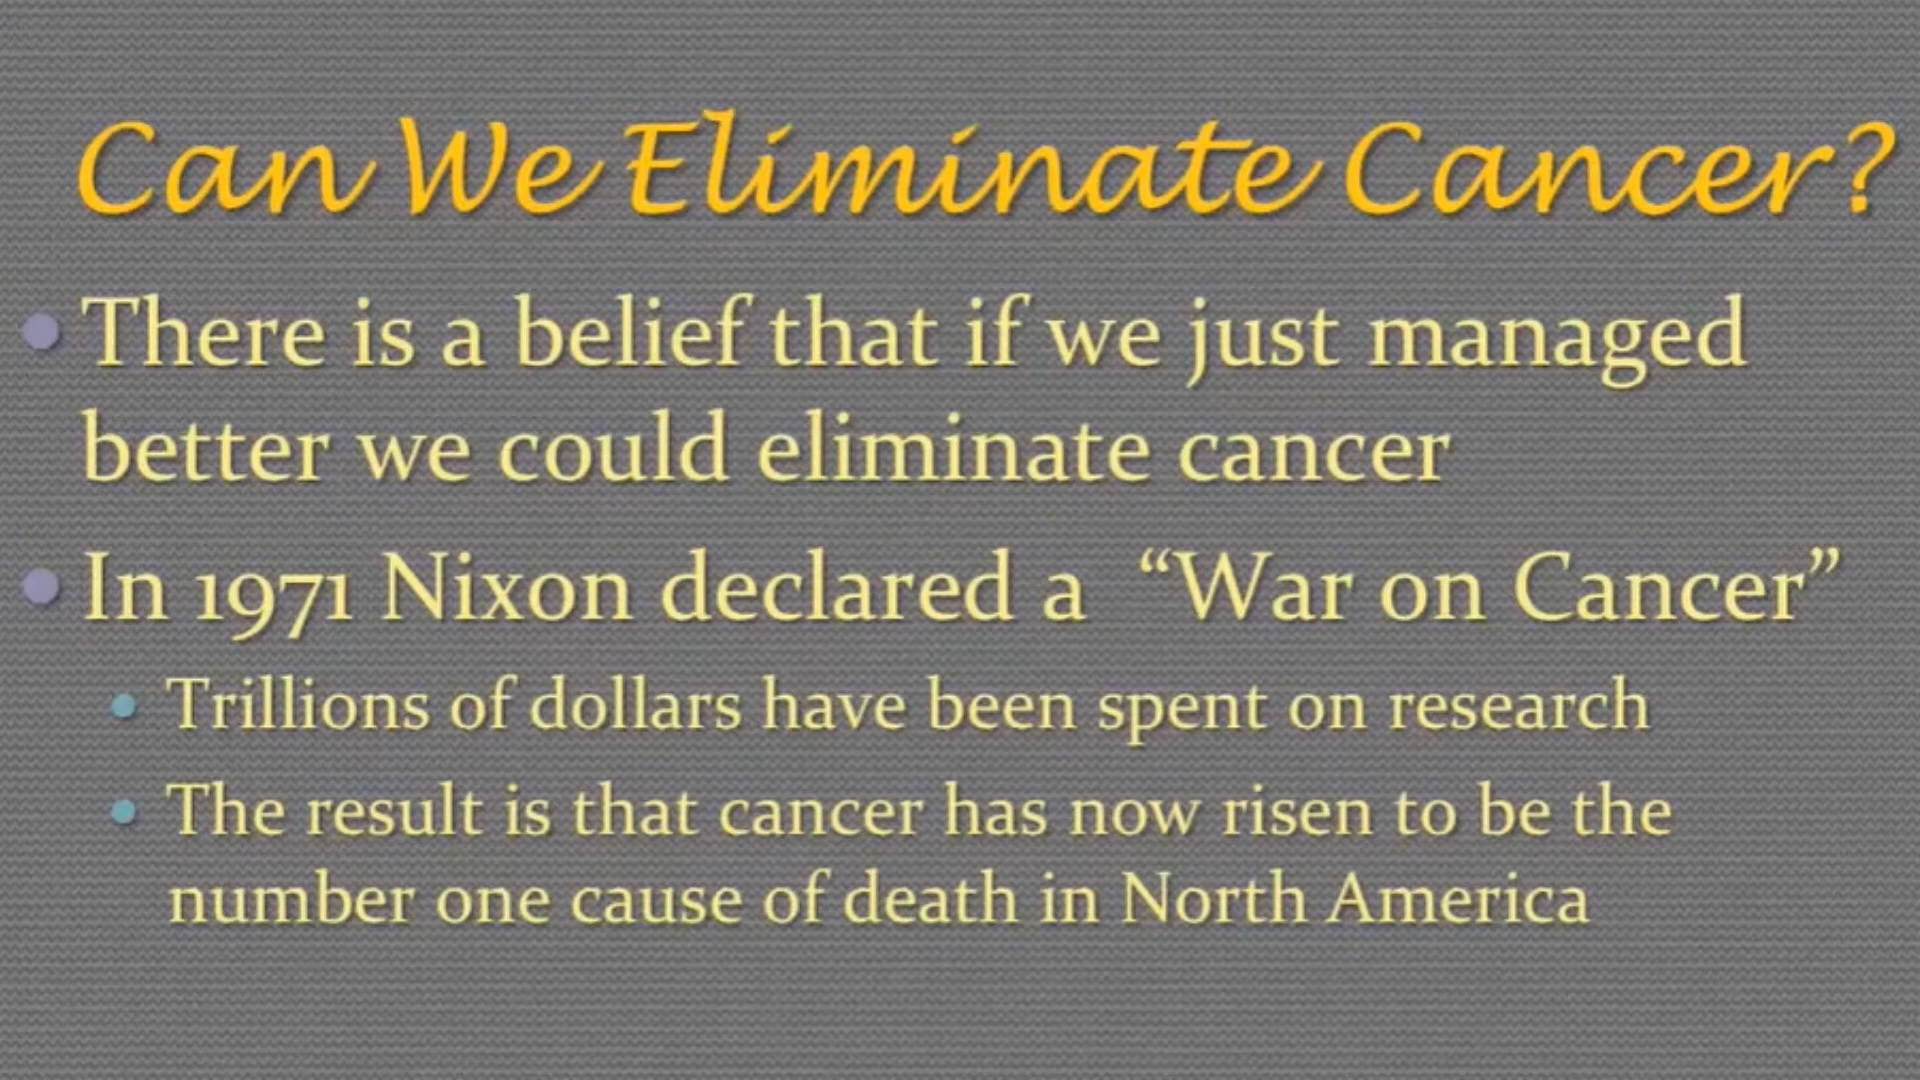 Can We Eliminate Cancer?
• There is a belief that if we just managed
better we could eliminate cancer
• In 1971 Nixon declared a “War on Cancer”
• Trillions of dollars have been spent on research
• The result is that cancer has now risen to be the
number one cause of death in North America